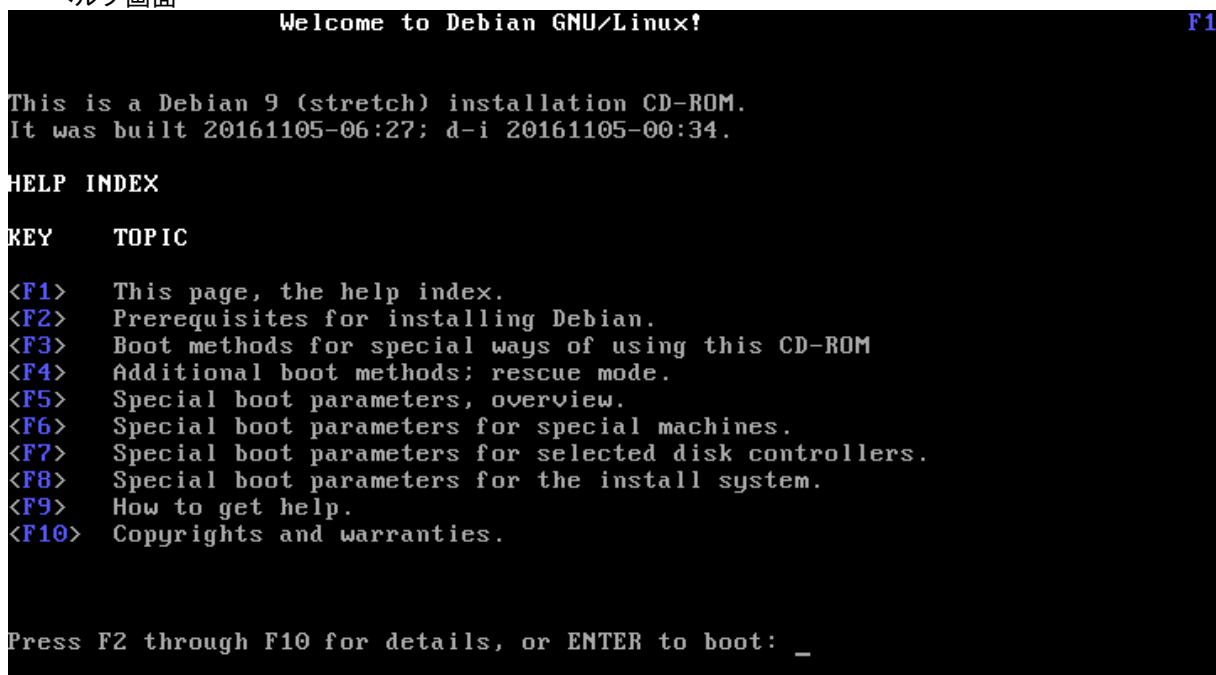 ヘルプ画面
Welcome to Debian GNU/Linux! F1
This is a Debian 9 (stretch) installation CD-ROM.
It was built 20161105-06:27; d-i 20161105-00:34.
HELP INDEX
KEY TOPIC
<F1> This page, the help index.
<F2> Prerequisites for installing Debian.
<F3> Boot methods for special ways of using this CD-ROM
<F4> Additional boot methods; rescue mode.
<F5> Special boot parameters, overview.
<F6> Special boot parameters for special machines.
<F7> Special boot parameters for selected disk controllers.
<F8> Special boot parameters for the install system.
<F9> How to get help.
<F10> Copyrights and warranties.
Press F2 through F10 for details, or ENTER to boot: _